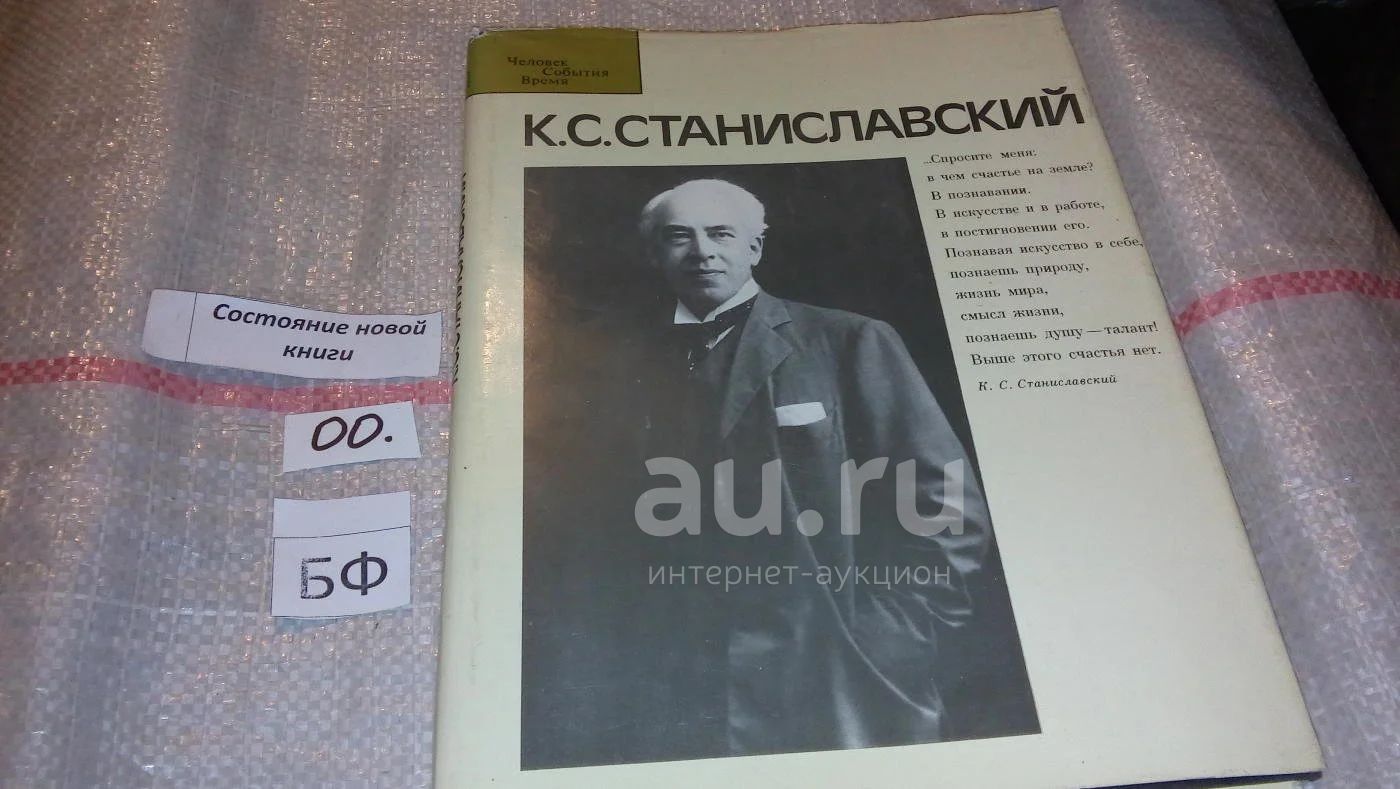 Человек
События
Время
К.С.СТАНИСЛАВСКИЙ
...Спросите меня:
в чем счастье на земле?
В познавании.
В искусстве и в работе,
в постигновении его.
Познавая искусство в себе,
познаешь природу,
жизнь мира,
смысл жизни,
познаешь душу — талант!
Выше этого счастья нет.
К. С. Станиславский
Состояние новой
книги
00.
БФ
au.ru
интернет-аукцион